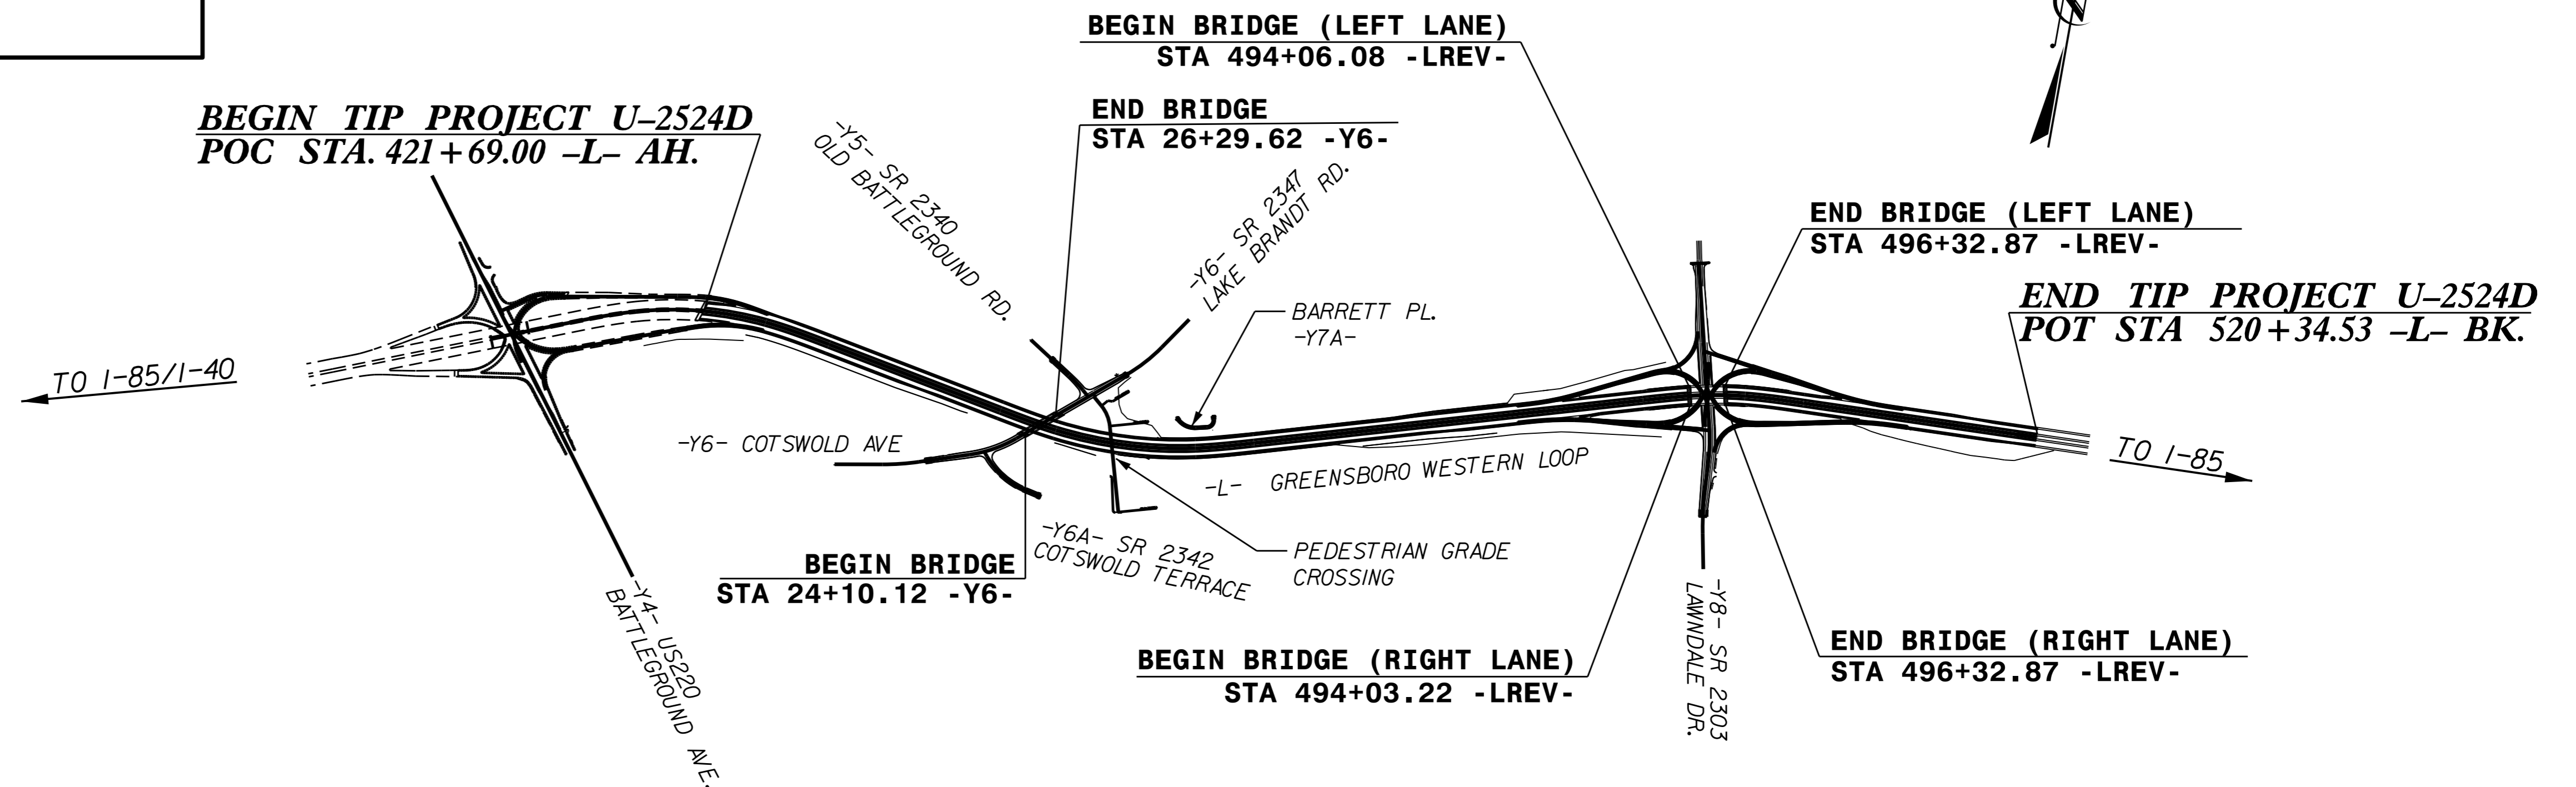 BEGIN BRIDGE (LEFT LANE)
STA 494+06.08 -LREV-
BEGIN TIP PROJECT U-2524D
POC STA. 421+69.00 -L- AH.
END BRIDGE
STA 26+29.62 -Y6-
-Y5- SR 2340
OLD BATTLEGROUND RD.
-Y6- SR 2347
LAKE BRANDT RD.
END BRIDGE (LEFT LANE)
STA 496+32.87 -LREV-
END TIP PROJECT U-2524D
POT STA 520+34.53 -L- BK.
BARRETT PL.
-Y7A-
TO I-85/I-40
-Y6- COTSWOLD AVE
-L- GREENSBORO WESTERN LOOP
TO I-85
BEGIN BRIDGE
STA 24+10.12 -Y6-
-Y6A- SR 2342
COTSWOLD TERRACE
PEDESTRIAN GRADE
CROSSING
-Y4- US220
BATTLEGROUND AVE.
BEGIN BRIDGE (RIGHT LANE)
STA 494+03.22 -LREV-
-Y8- SR 2303
LAWNDALE DR.
END BRIDGE (RIGHT LANE)
STA 496+32.87 -LREV-